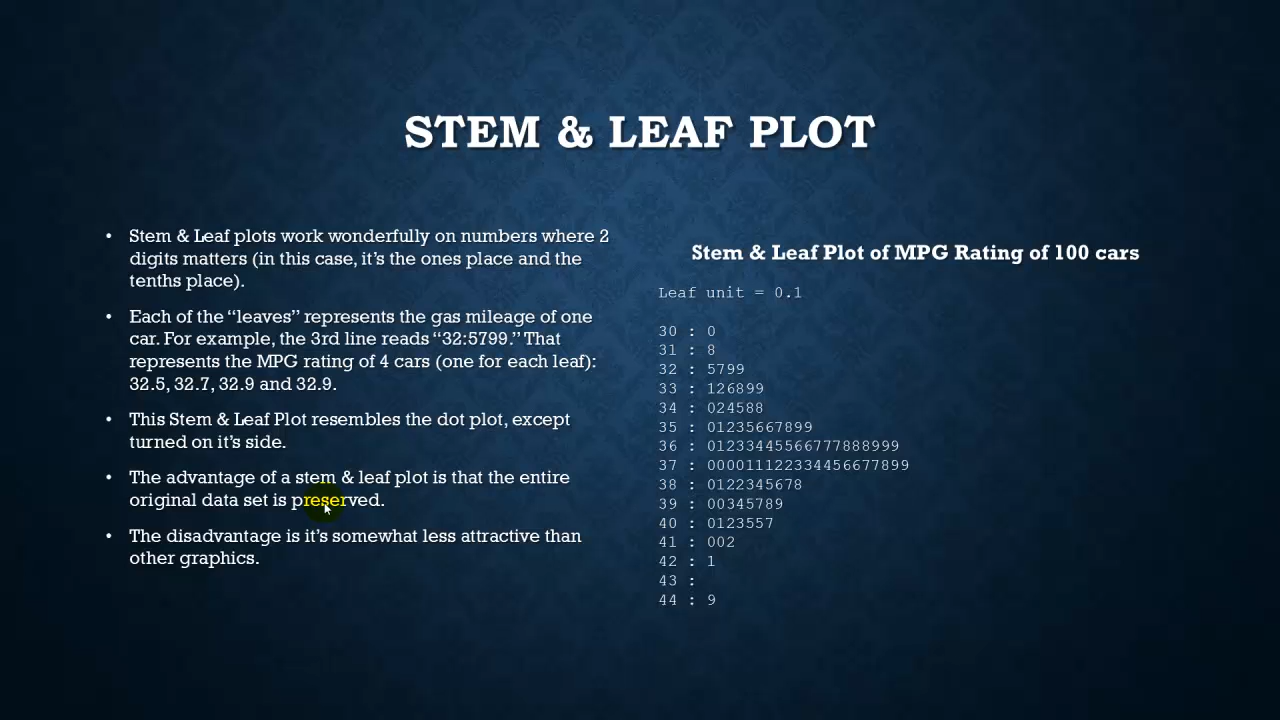 STEM & LEAF PLOT
• Stem & Leaf plots work wonderfully on numbers where 2
digits matters (in this case, it's the ones place and the
tenths place).
• Each of the “leaves” represents the gas mileage of one
car. For example, the 3rd line reads “32:5799.” That
represents the MPG rating of 4 cars (one for each leaf):
32.5, 32.7, 32.9 and 32.9.
• This Stem & Leaf Plot resembles the dot plot, except
turned on it's side.
• The advantage of a stem & leaf plot is that the entire
original data set is preserved.
• The disadvantage is it's somewhat less attractive than
other graphics.
Stem & Leaf Plot of MPG Rating of 100 cars
Leaf unit = 0.1
30 : 0
31 : 8
32 : 5799
33 : 126899
34 : 024588
35 : 01235667899
36 : 01233445566777888999
37 : 000011122334456677899
38 : 0122345678
39 : 00345789
40 : 0123557
41 : 002
42 : 1
43 :
44 : 9